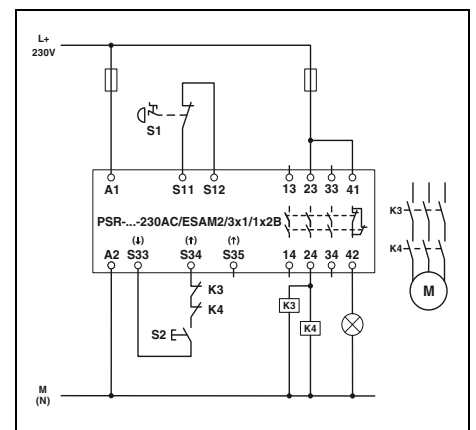 L+
230V
S1
A1 S11 S12 13 23 33 41
PSR-...-230AC/ESAM2/3x1/1x2B
(↓) (↑) (↑)
A2 S33 S34 S35 14 24 34 42
K3
K4
S2
K3
K4
K3
K4
M
M
(N)